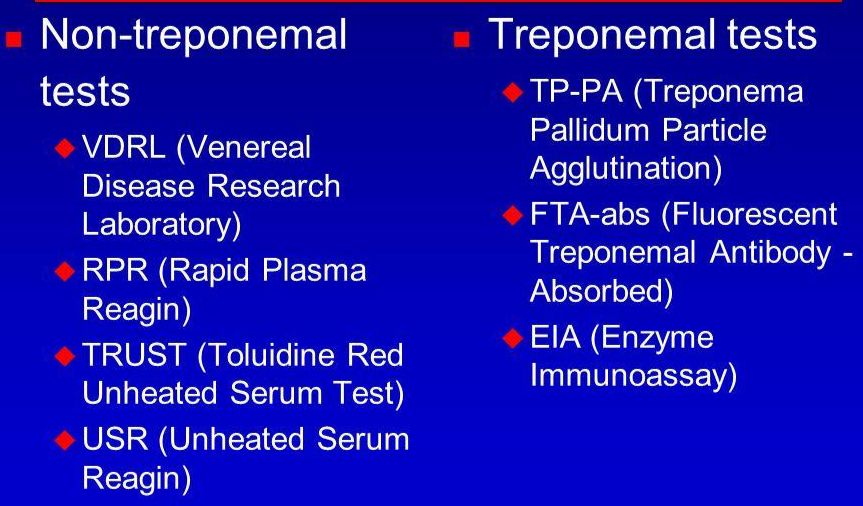 Non-treponemal
tests
VDRL (Venereal
Disease Research
Laboratory)
RPR (Rapid Plasma
Reagin)
TRUST (Toluidine Red
Unheated Serum Test)
USR (Unheated Serum
Reagin)
Treponemal tests
TP-PA (Treponema
Pallidum Particle
Agglutination)
FTA-abs (Fluorescent
Treponemal Antibody -
Absorbed)
EIA (Enzyme
Immunoassay)